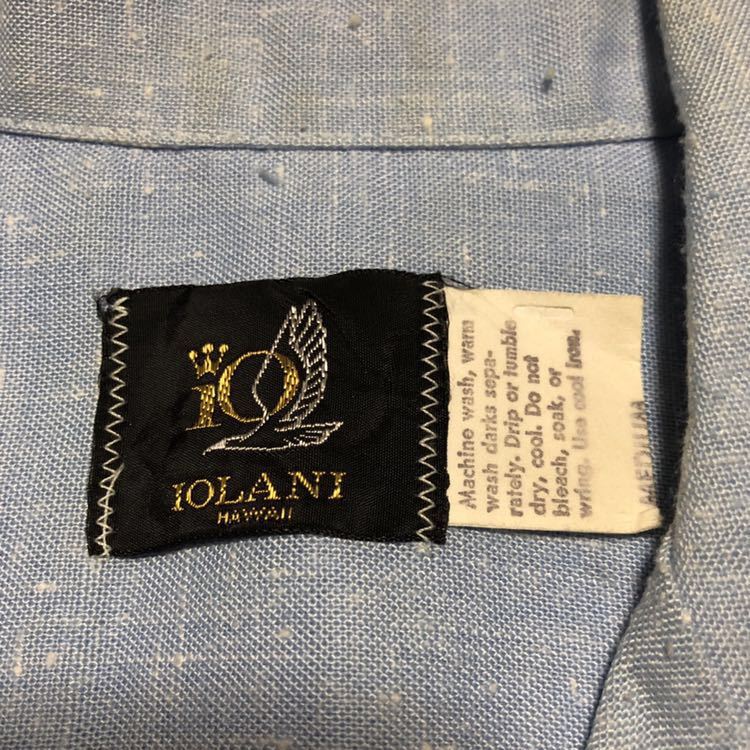 iO
IOLANI
HAWAII
Machine wash, warm
wash darks sepa-
rately. Drip or tumble
dry, cool. Do not
bleach, soak, or
wring. Use cool iron.
MEDIUM